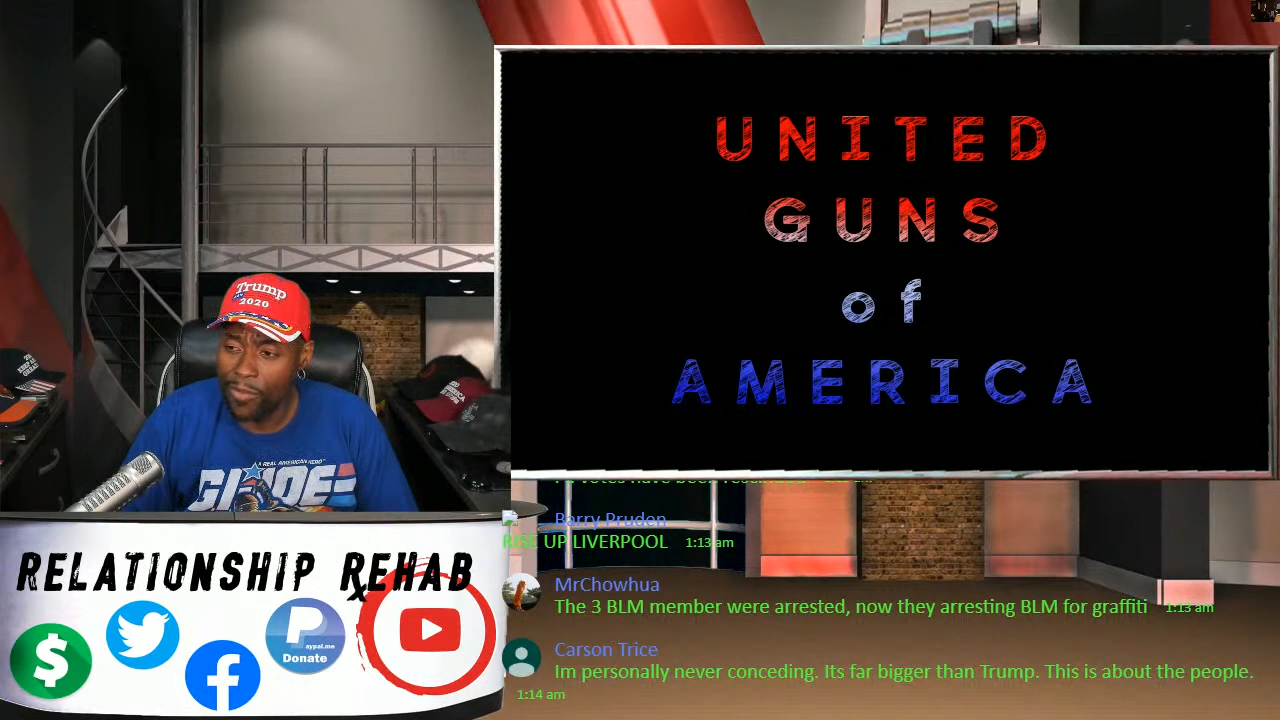 UNITED
GUNS
of
AMERICA
Trump
2020
A REAL AMERICAN HERO
G.I. JOE
RELATIONSHIP REHAB
$
Paypal.me
Donate
Barry Pruden
RISE UP LIVERPOOL 1:13 am
MrChowhua
The 3 BLM member were arrested, now they arresting BLM for graffiti 1:13 am
Carson Trice
Im personally never conceding. Its far bigger than Trump. This is about the people.
1:14 am